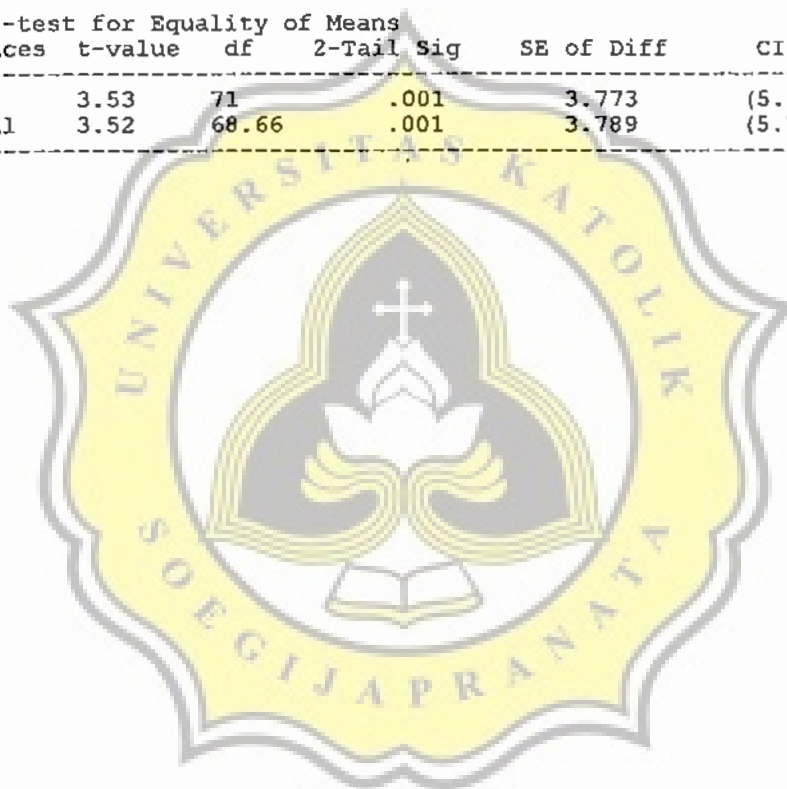 -test for Equality of Means
ces t-value df 2-Tail Sig SE of Diff CI
3.53 71 .001 3.773 (5.
l 3.52 68.66 .001 3.789 (5.
UNIVERSITAS KATOLIK
SOEGIJAPRANATA